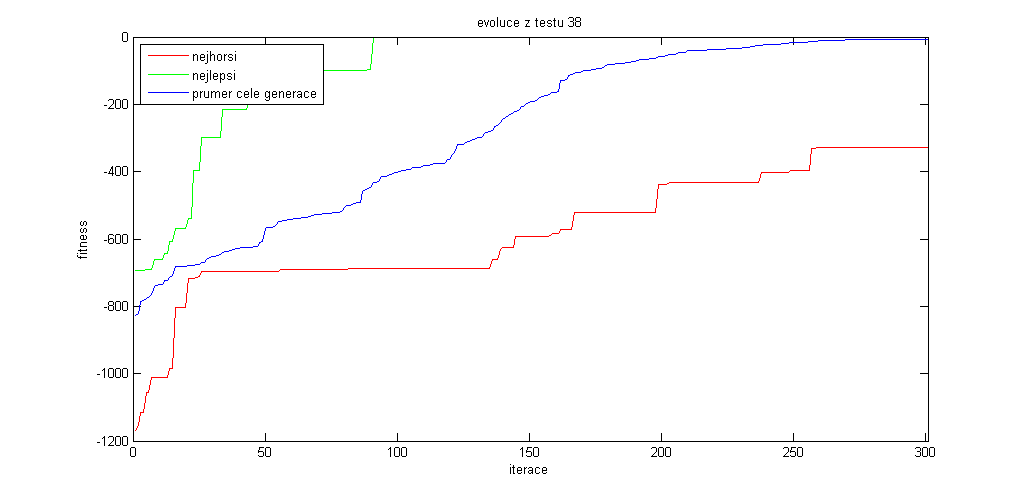 evoluce z testu 38
nejhorsi
nejlepsi
prumer cele generace
0
-200
-400
-600
-800
-1000
-1200
fitness
0 50 100 150 200 250 300
iterace